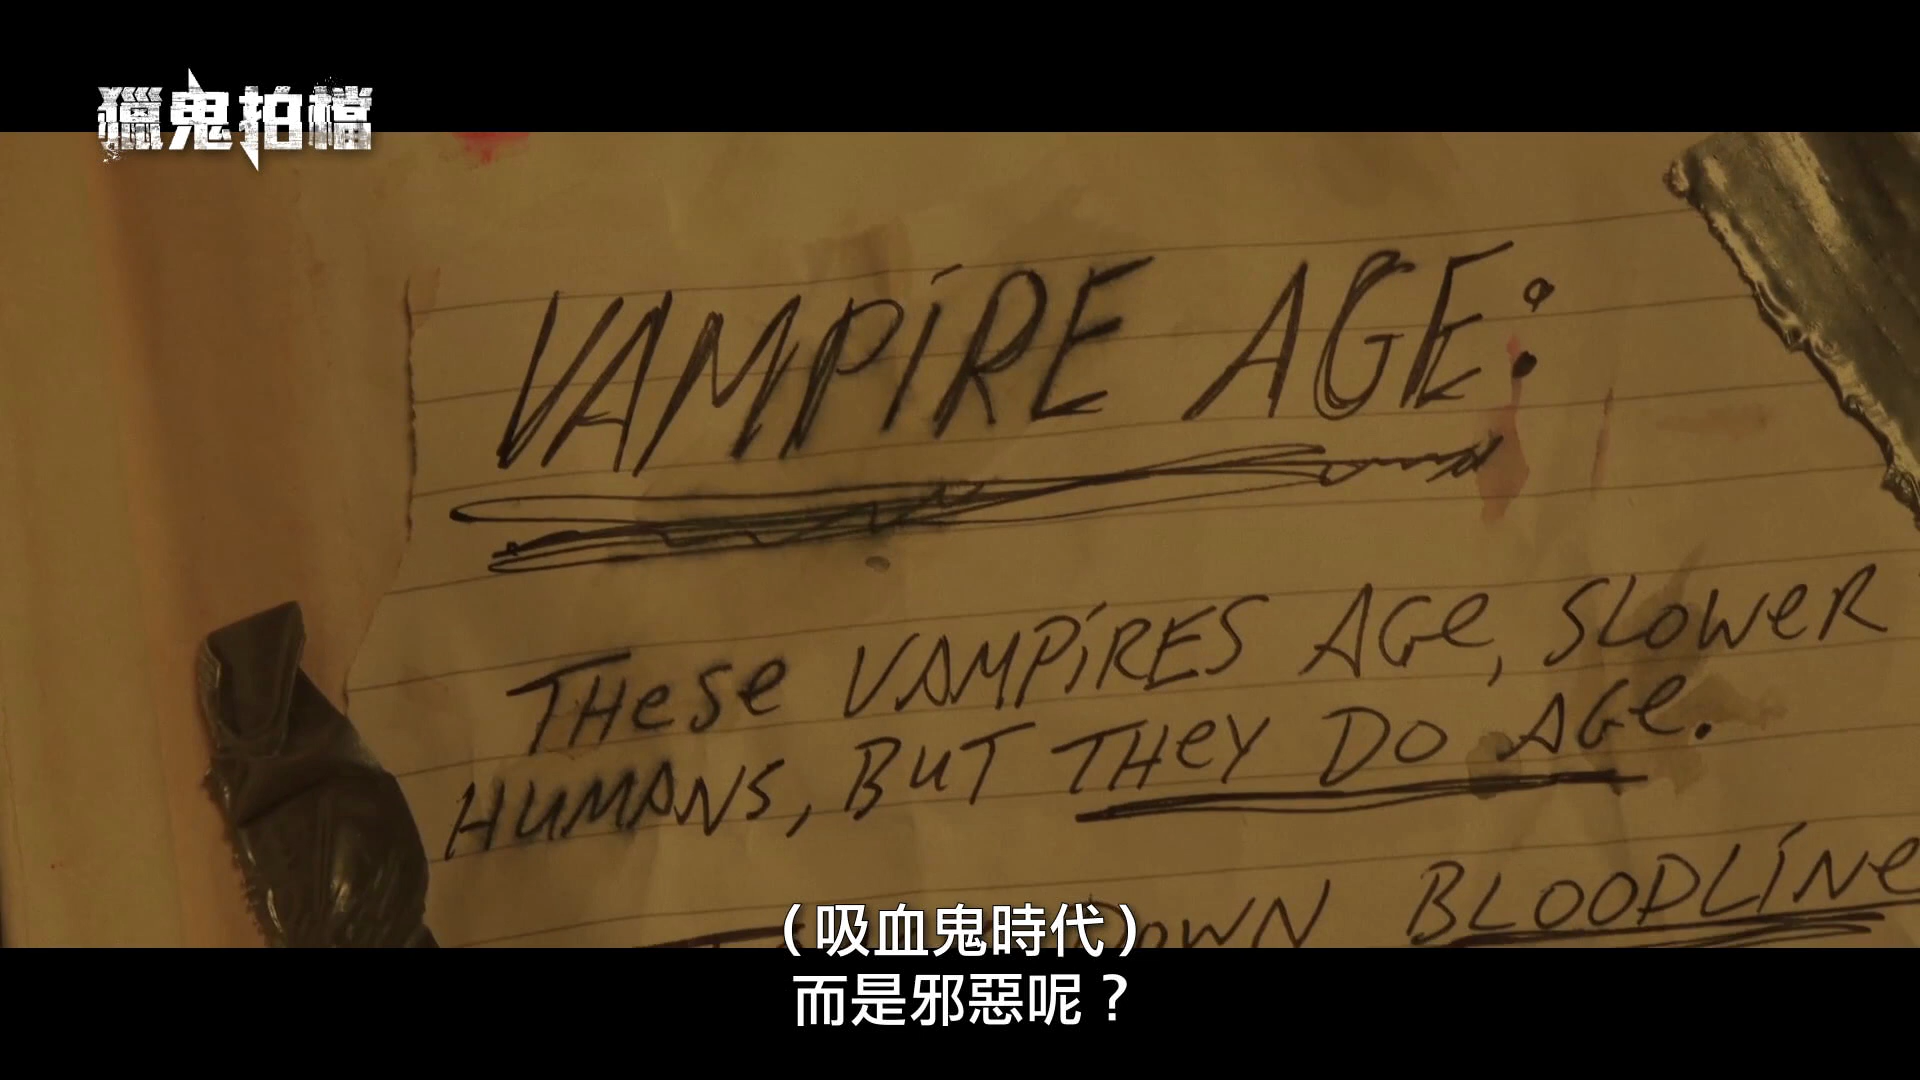 獵鬼拍檔
VAMPiRE AGE:
THeSe VAMPiRES AGe, SLOWeR
HUMANS, BUT THeY DO AGe.
OWN BLOODLiNe
（吸血鬼時代）
而是邪惡呢？